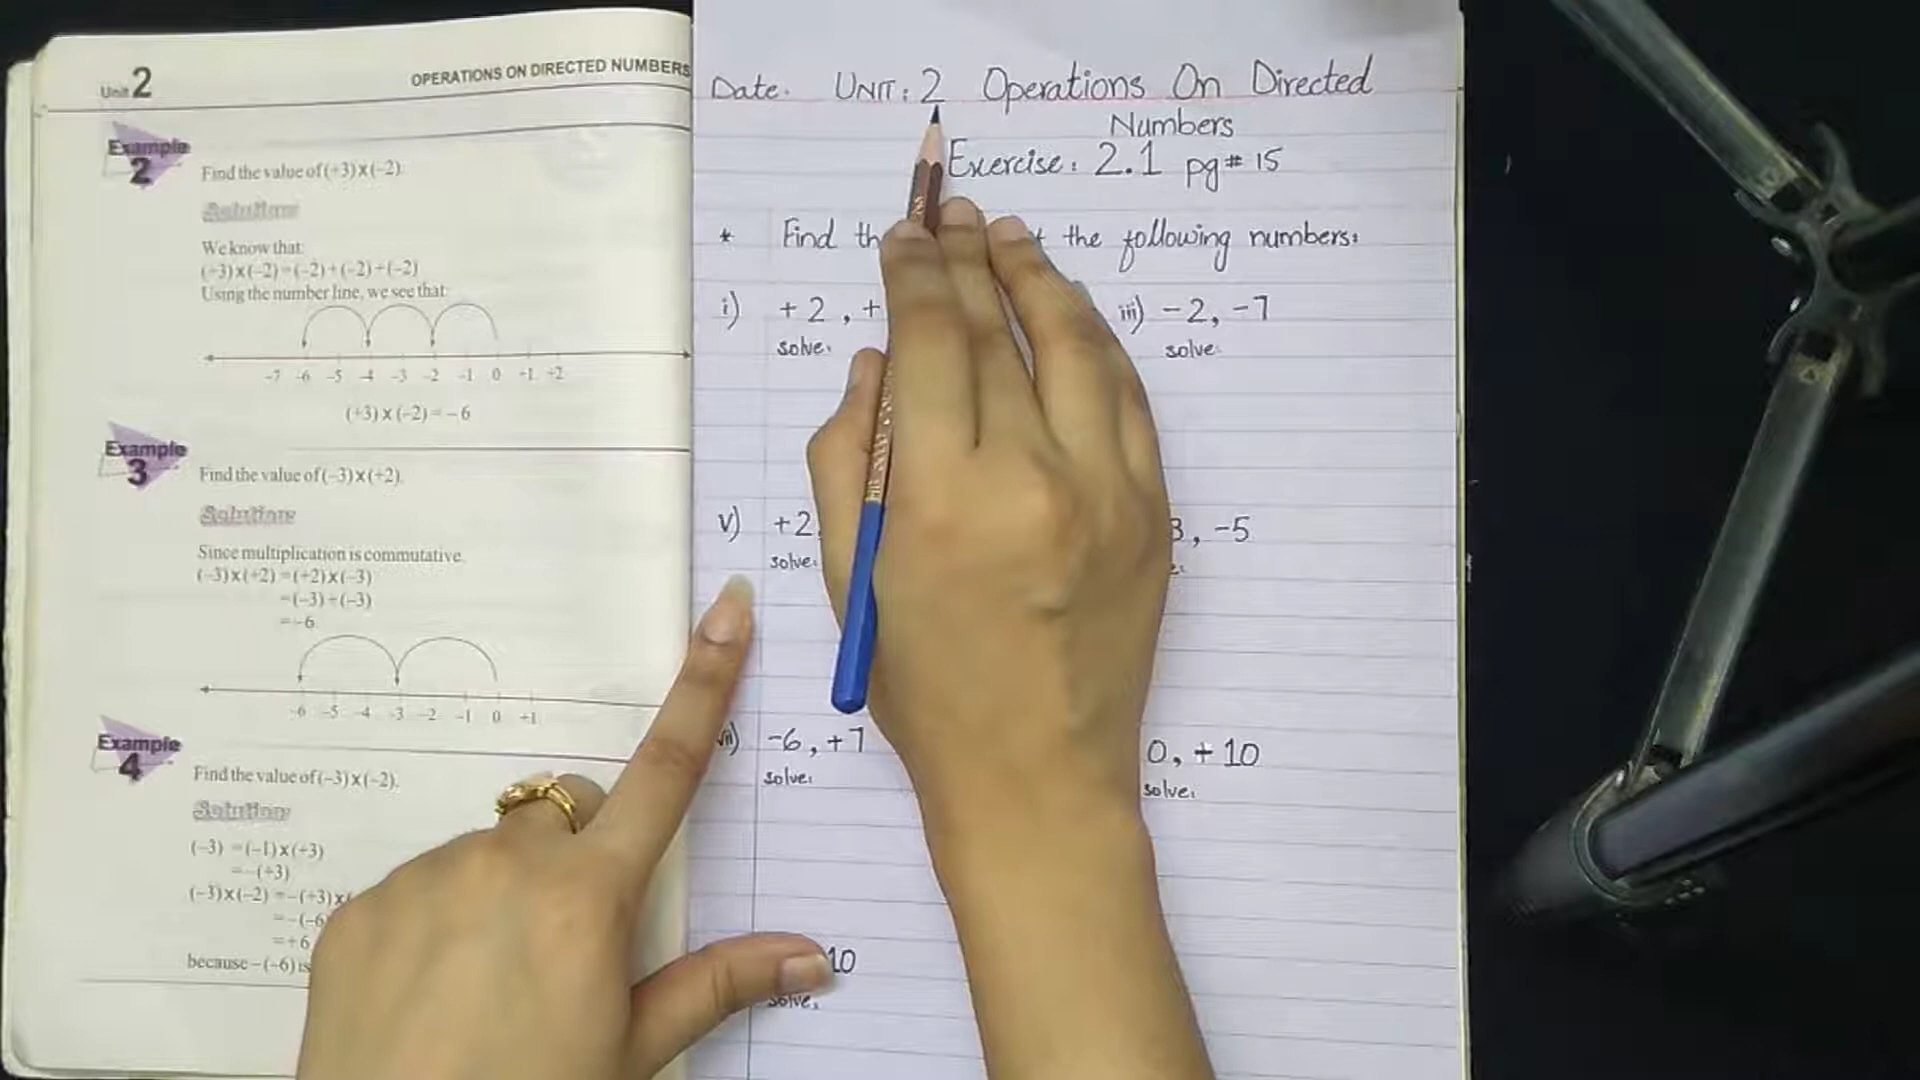 Unit 2
OPERATIONS ON DIRECTED NUMBERS
Example 2
Find the value of (+3)x(-2).
Solution:
We know that:
(+3)x(-2)=(-2)+(-2)+(-2)
Using the number line, we see that:
-7 -6 -5 -4 -3 -2 -1 0 +1 +2
(+3)x(-2)=-6
Example 3
Find the value of (-3)x(+2).
Solution:
Since multiplication is commutative.
(-3)x(+2) =(+2)x(-3)
=(-3)+(-3)
=-6
-6 -5 -4 -3 -2 -1 0 +1
Example 4
Find the value of (-3)x(-2).
Solution:
(-3) =(-1)x(+3)
=-(+3)
(-3)x(-2) =-(+3)x(
=-(-6
=+6
because -(-6) is
Date. UNIT: 2 Operations On Directed
Numbers
Exercise: 2.1 pg# 15
* Find the following numbers:
i) +2, + iii) -2, -7
solve: solve:
v) +2, , -5
solve:
vii) -6, +7 0, +10
solve: solve:
10
solve: